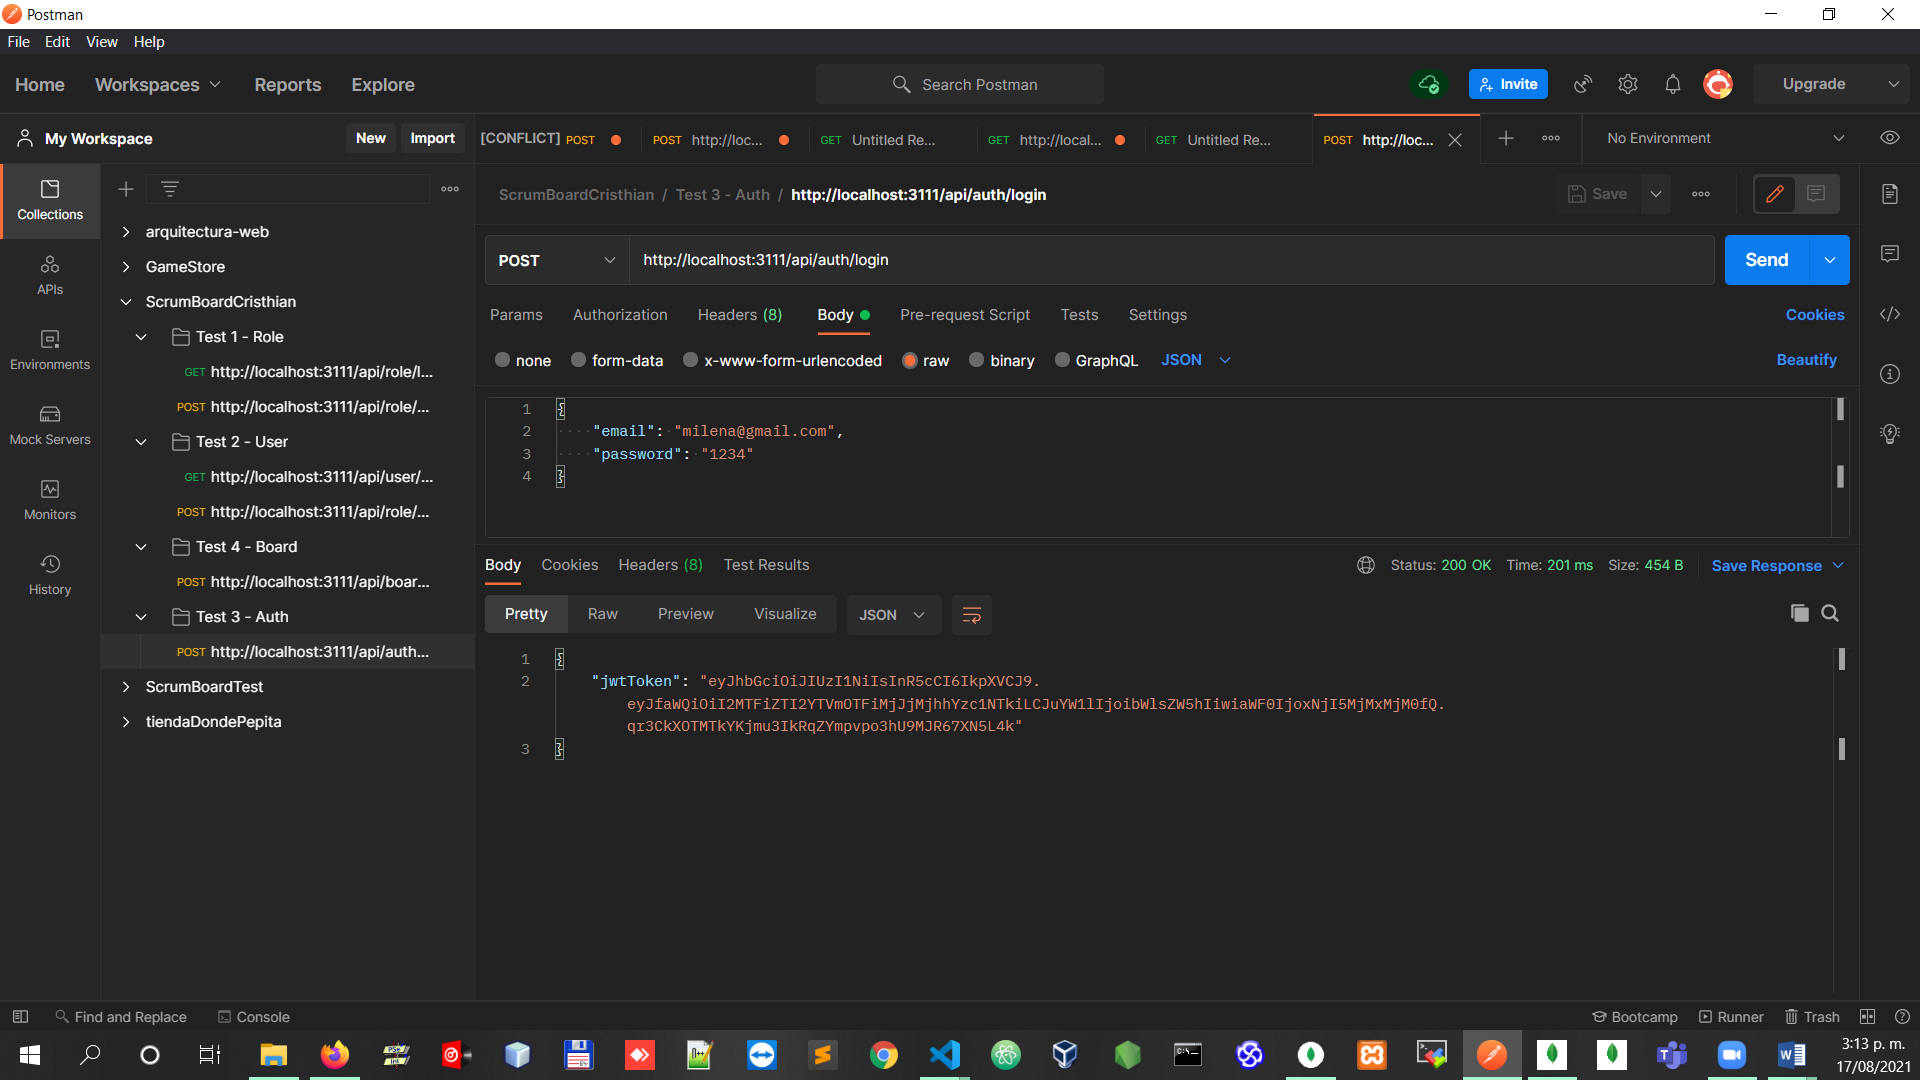 Postman
File Edit View Help
Home Workspaces Reports Explore Search Postman Invite Upgrade
My Workspace New Import [CONFLICT] POST POST http://loc... GET Untitled Re... GET http://local... GET Untitled Re... POST http://loc... No Environment
ScrumBoardCristhian / Test 3 - Auth / http://localhost:3111/api/auth/login Save
Collections
APIs
Environments
Mock Servers
Monitors
History
arquitectura-web
GameStore
ScrumBoardCristhian
Test 1 - Role
GET http://localhost:3111/api/role/l...
POST http://localhost:3111/api/role/...
Test 2 - User
GET http://localhost:3111/api/user/...
POST http://localhost:3111/api/role/...
Test 4 - Board
POST http://localhost:3111/api/boar...
Test 3 - Auth
POST http://localhost:3111/api/auth...
ScrumBoardTest
tiendaDondePepita
POST http://localhost:3111/api/auth/login Send
Params Authorization Headers (8) Body Pre-request Script Tests Settings Cookies
none form-data x-www-form-urlencoded raw binary GraphQL JSON Beautify
1 {
2 "email": "milena@gmail.com",
3 "password": "1234"
4 }
Body Cookies Headers (8) Test Results Status: 200 OK Time: 201 ms Size: 454 B Save Response
Pretty Raw Preview Visualize JSON
1 {
2 "jwtToken": "eyJhbGciOiJIUzI1NiIsInR5cCI6IkpXVCJ9.
eyJfaWQiOiI2MTFiZTI2YTVmOTFiMjJjMjhhYzc1NTkiLCJuYW1lIjoibWlsZW5hIiwiaWF0IjoxNjI5MjMxMjM0fQ.
qr3CkXOTMTkYKjmu3IkRqZYmpvpo3hU9MJR67XN5L4k"
3 }
Find and Replace Console Bootcamp Runner Trash
3:13 p. m.
17/08/2021